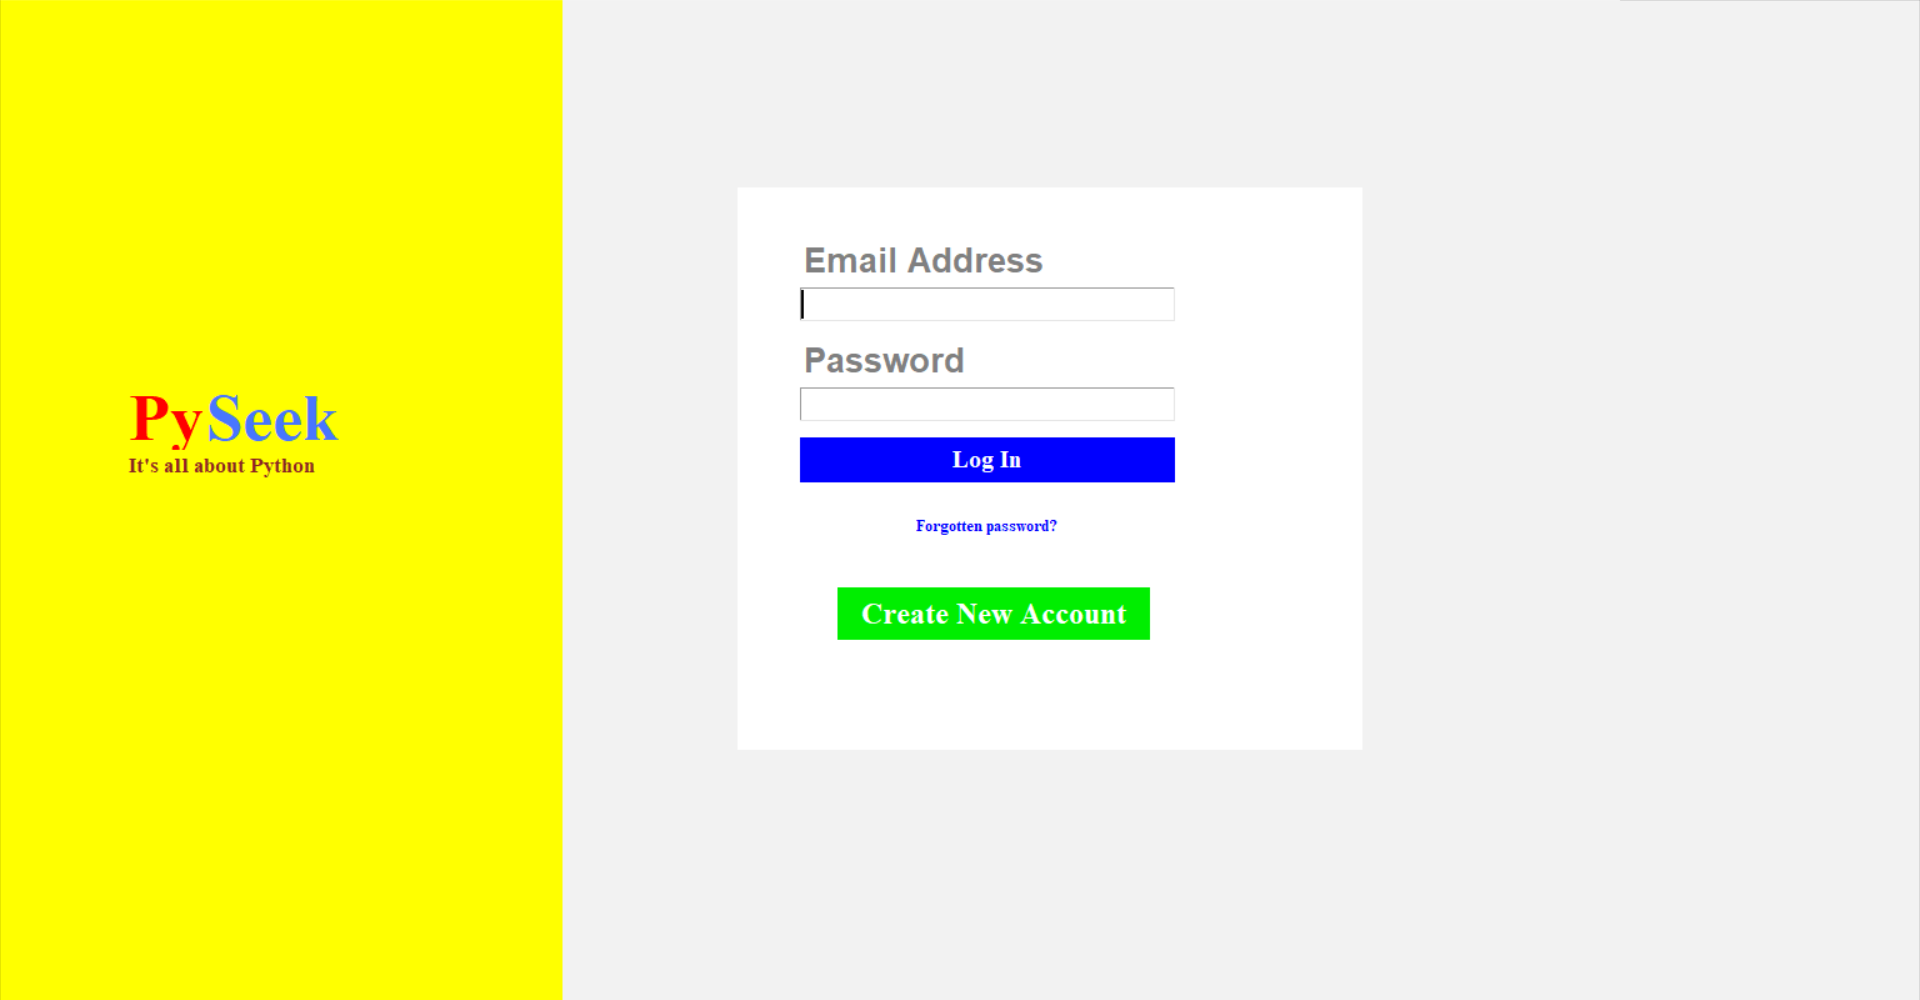 PySeek
It's all about Python
Email Address
Password
Log In
Forgotten password?
Create New Account